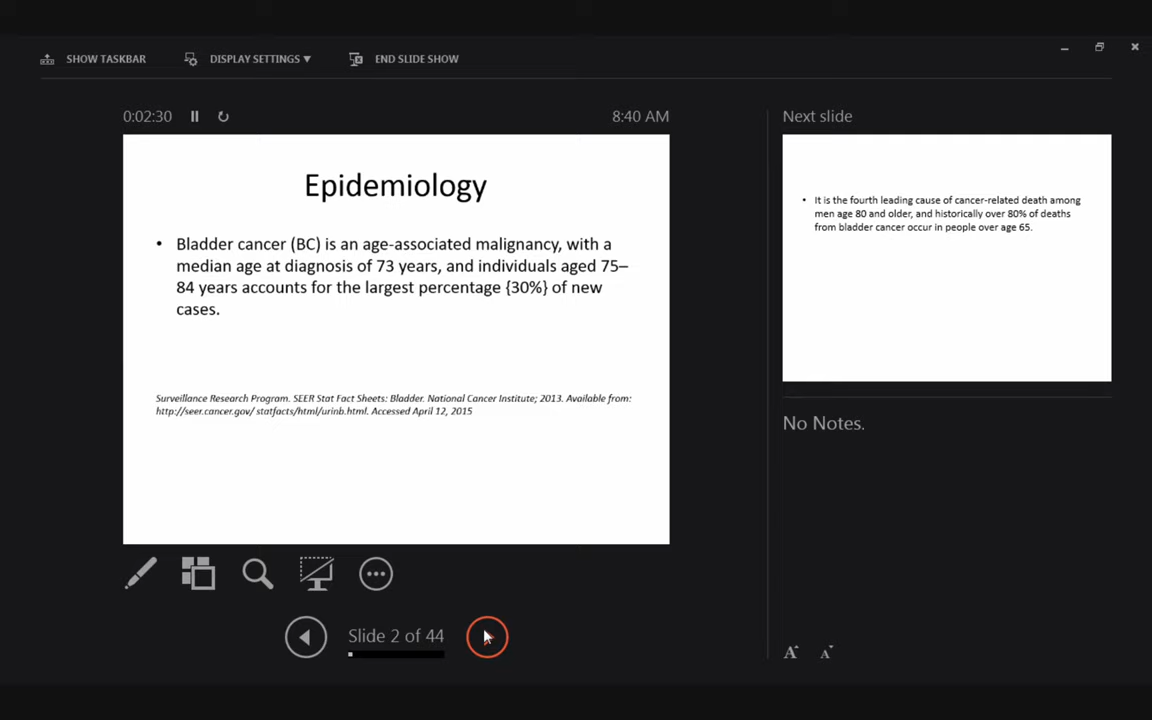 SHOW TASKBAR DISPLAY SETTINGS ▾ END SLIDE SHOW
0:02:30 8:40 AM
Epidemiology
• Bladder cancer (BC) is an age-associated malignancy, with a
median age at diagnosis of 73 years, and individuals aged 75–
84 years accounts for the largest percentage {30%} of new
cases.
Surveillance Research Program. SEER Stat Fact Sheets: Bladder. National Cancer Institute; 2013. Available from:
http://seer.cancer.gov/ statfacts/html/urinb.html. Accessed April 12, 2015
Slide 2 of 44
Next slide
• It is the fourth leading cause of cancer-related death among
men age 80 and older, and historically over 80% of deaths
from bladder cancer occur in people over age 65.
No Notes.
A A